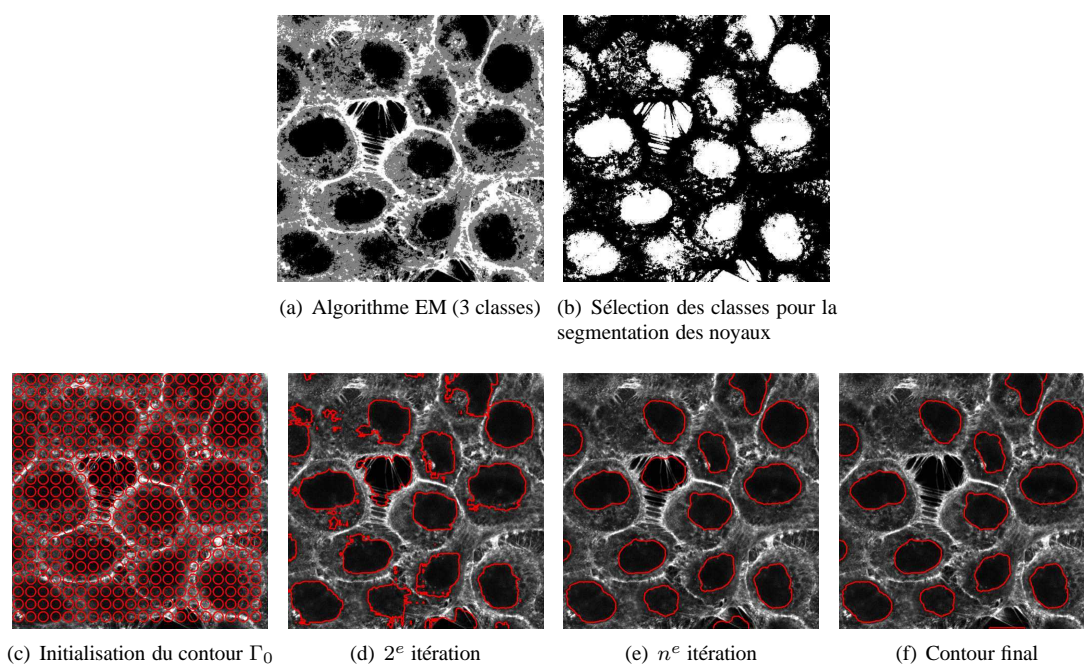 (a) Algorithme EM (3 classes)
(b) Sélection des classes pour la
segmentation des noyaux
(c) Initialisation du contour Γ0
(d) 2e itération
(e) ne itération
(f) Contour final